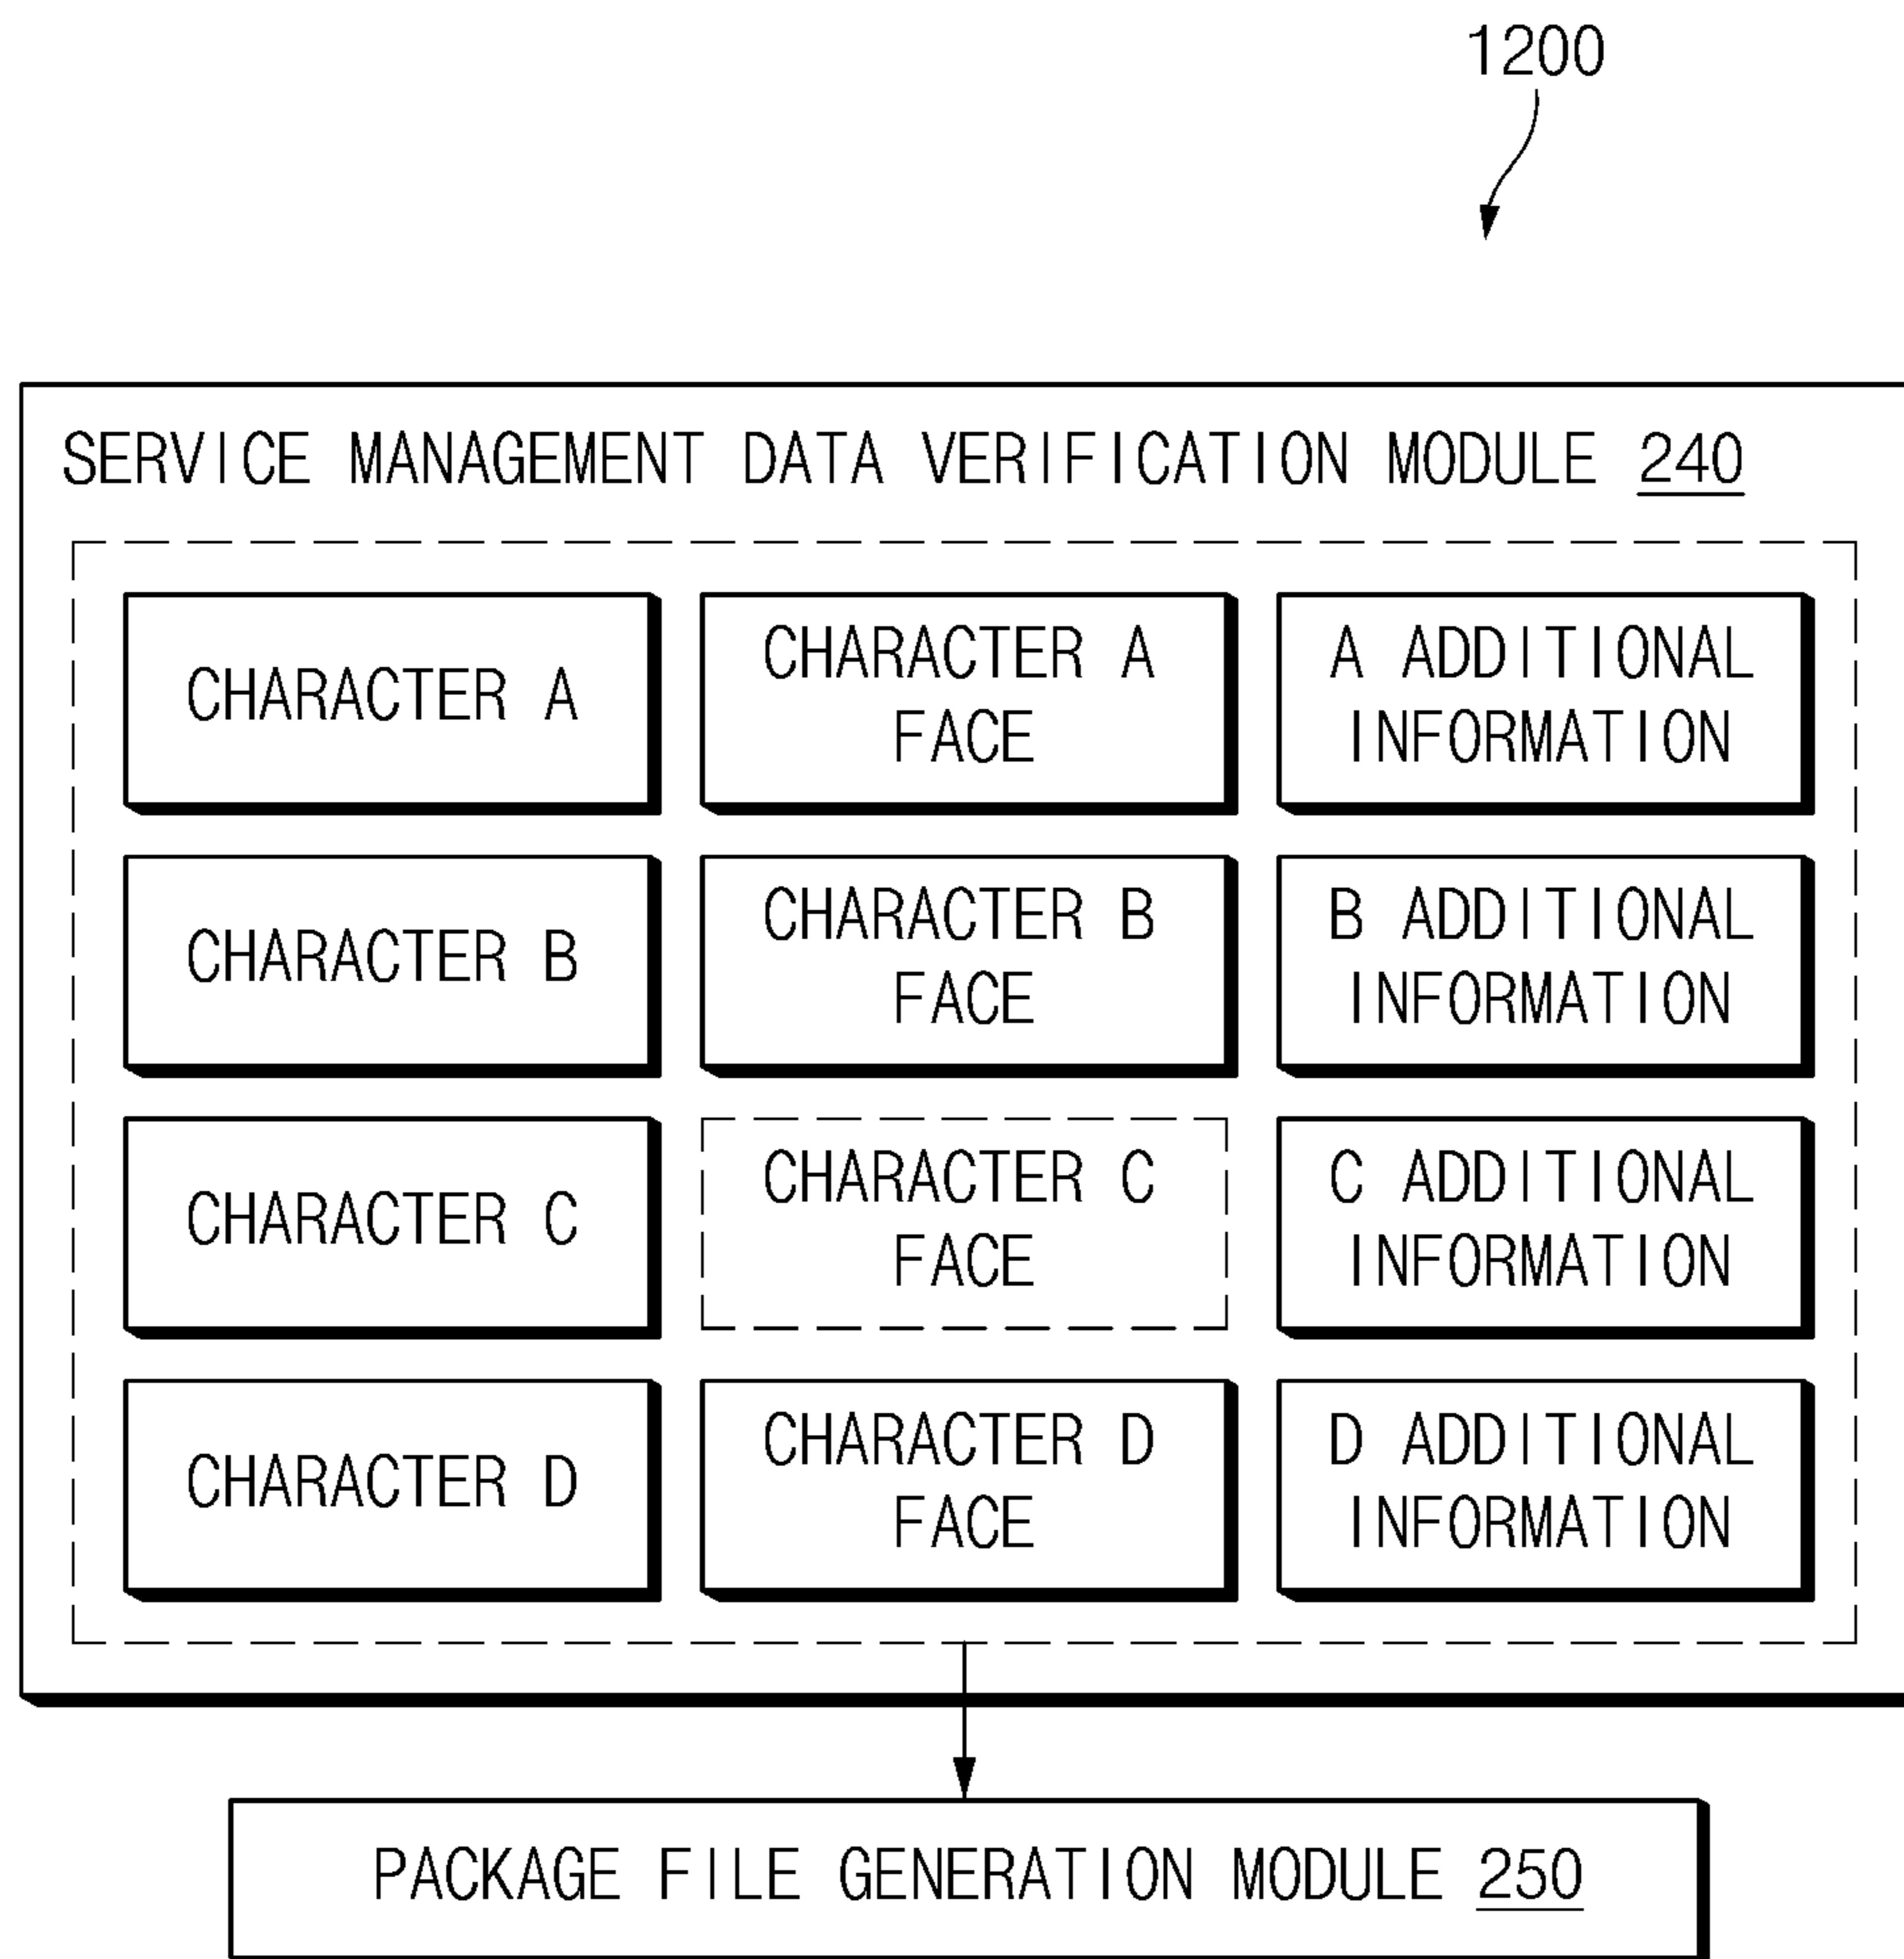 1200
SERVICE MANAGEMENT DATA VERIFICATION MODULE 240
CHARACTER A
CHARACTER A
FACE
A ADDITIONAL
INFORMATION
CHARACTER B
CHARACTER B
FACE
B ADDITIONAL
INFORMATION
CHARACTER C
CHARACTER C
FACE
C ADDITIONAL
INFORMATION
CHARACTER D
CHARACTER D
FACE
D ADDITIONAL
INFORMATION
PACKAGE FILE GENERATION MODULE 250